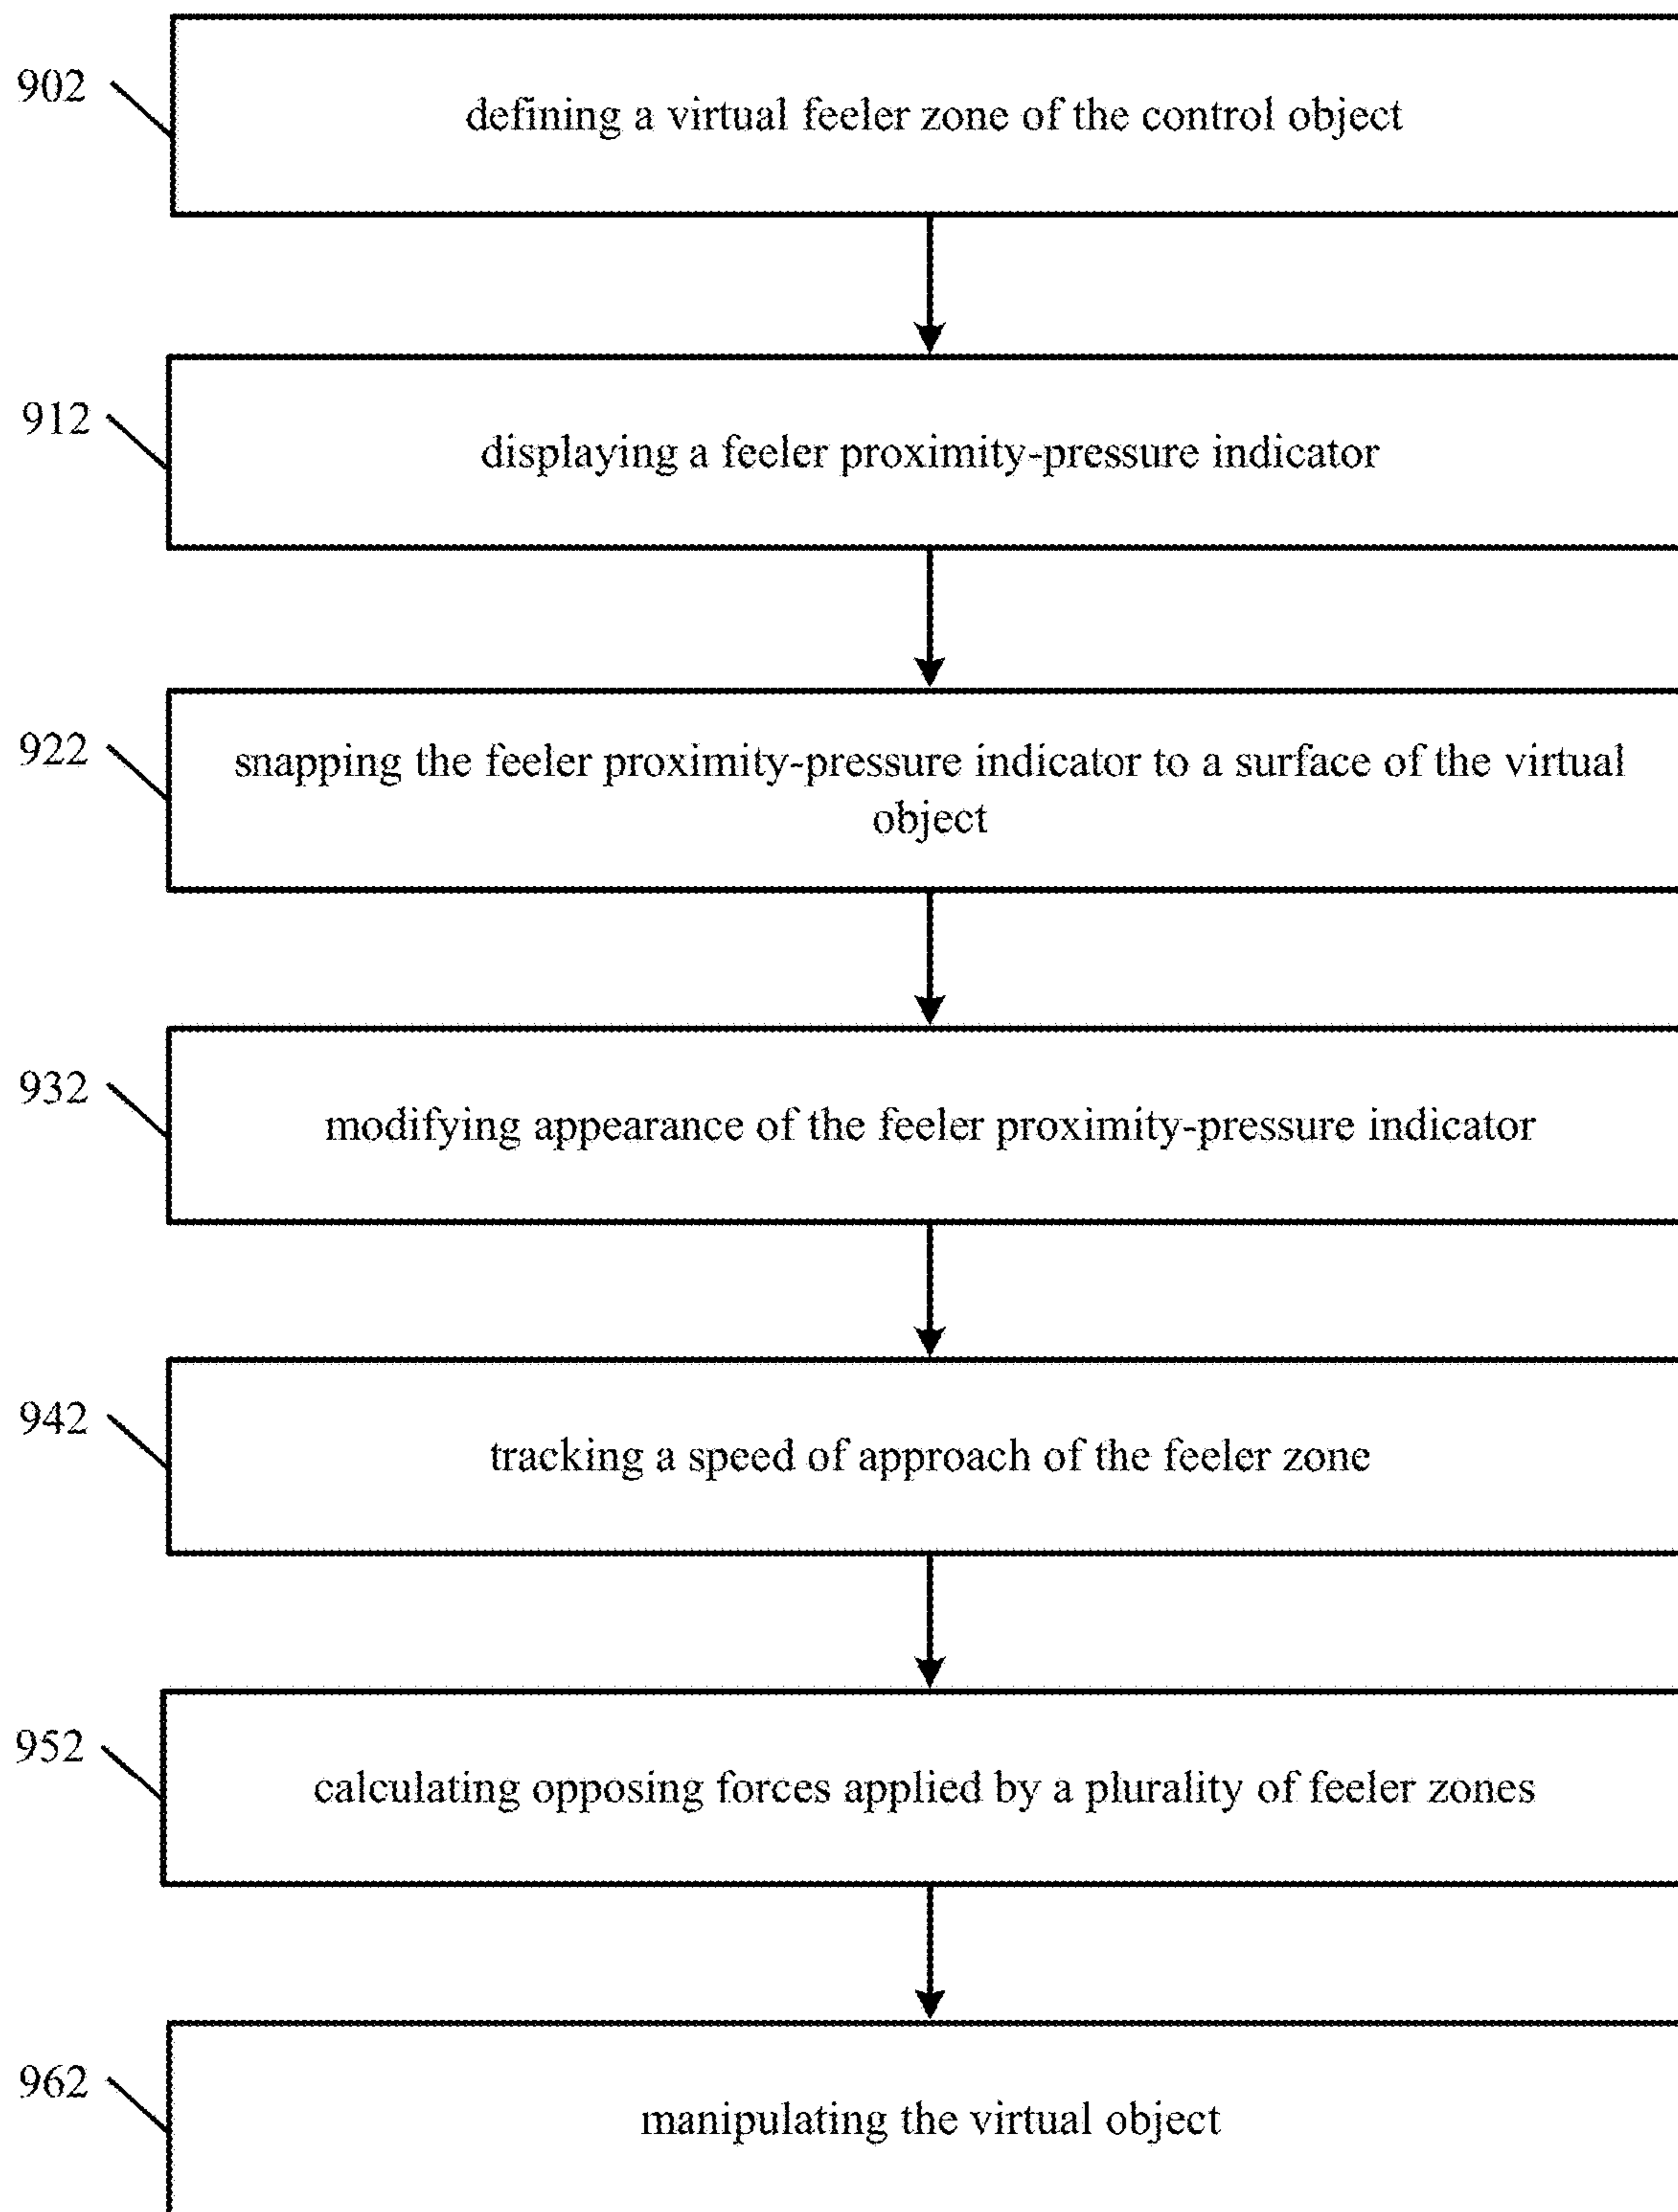 902
defining a virtual feeler zone of the control object
912
displaying a feeler proximity-pressure indicator
922
snapping the feeler proximity-pressure indicator to a surface of the virtual
object
932
modifying appearance of the feeler proximity-pressure indicator
942
tracking a speed of approach of the feeler zone
952
calculating opposing forces applied by a plurality of feeler zones
962
manipulating the virtual object